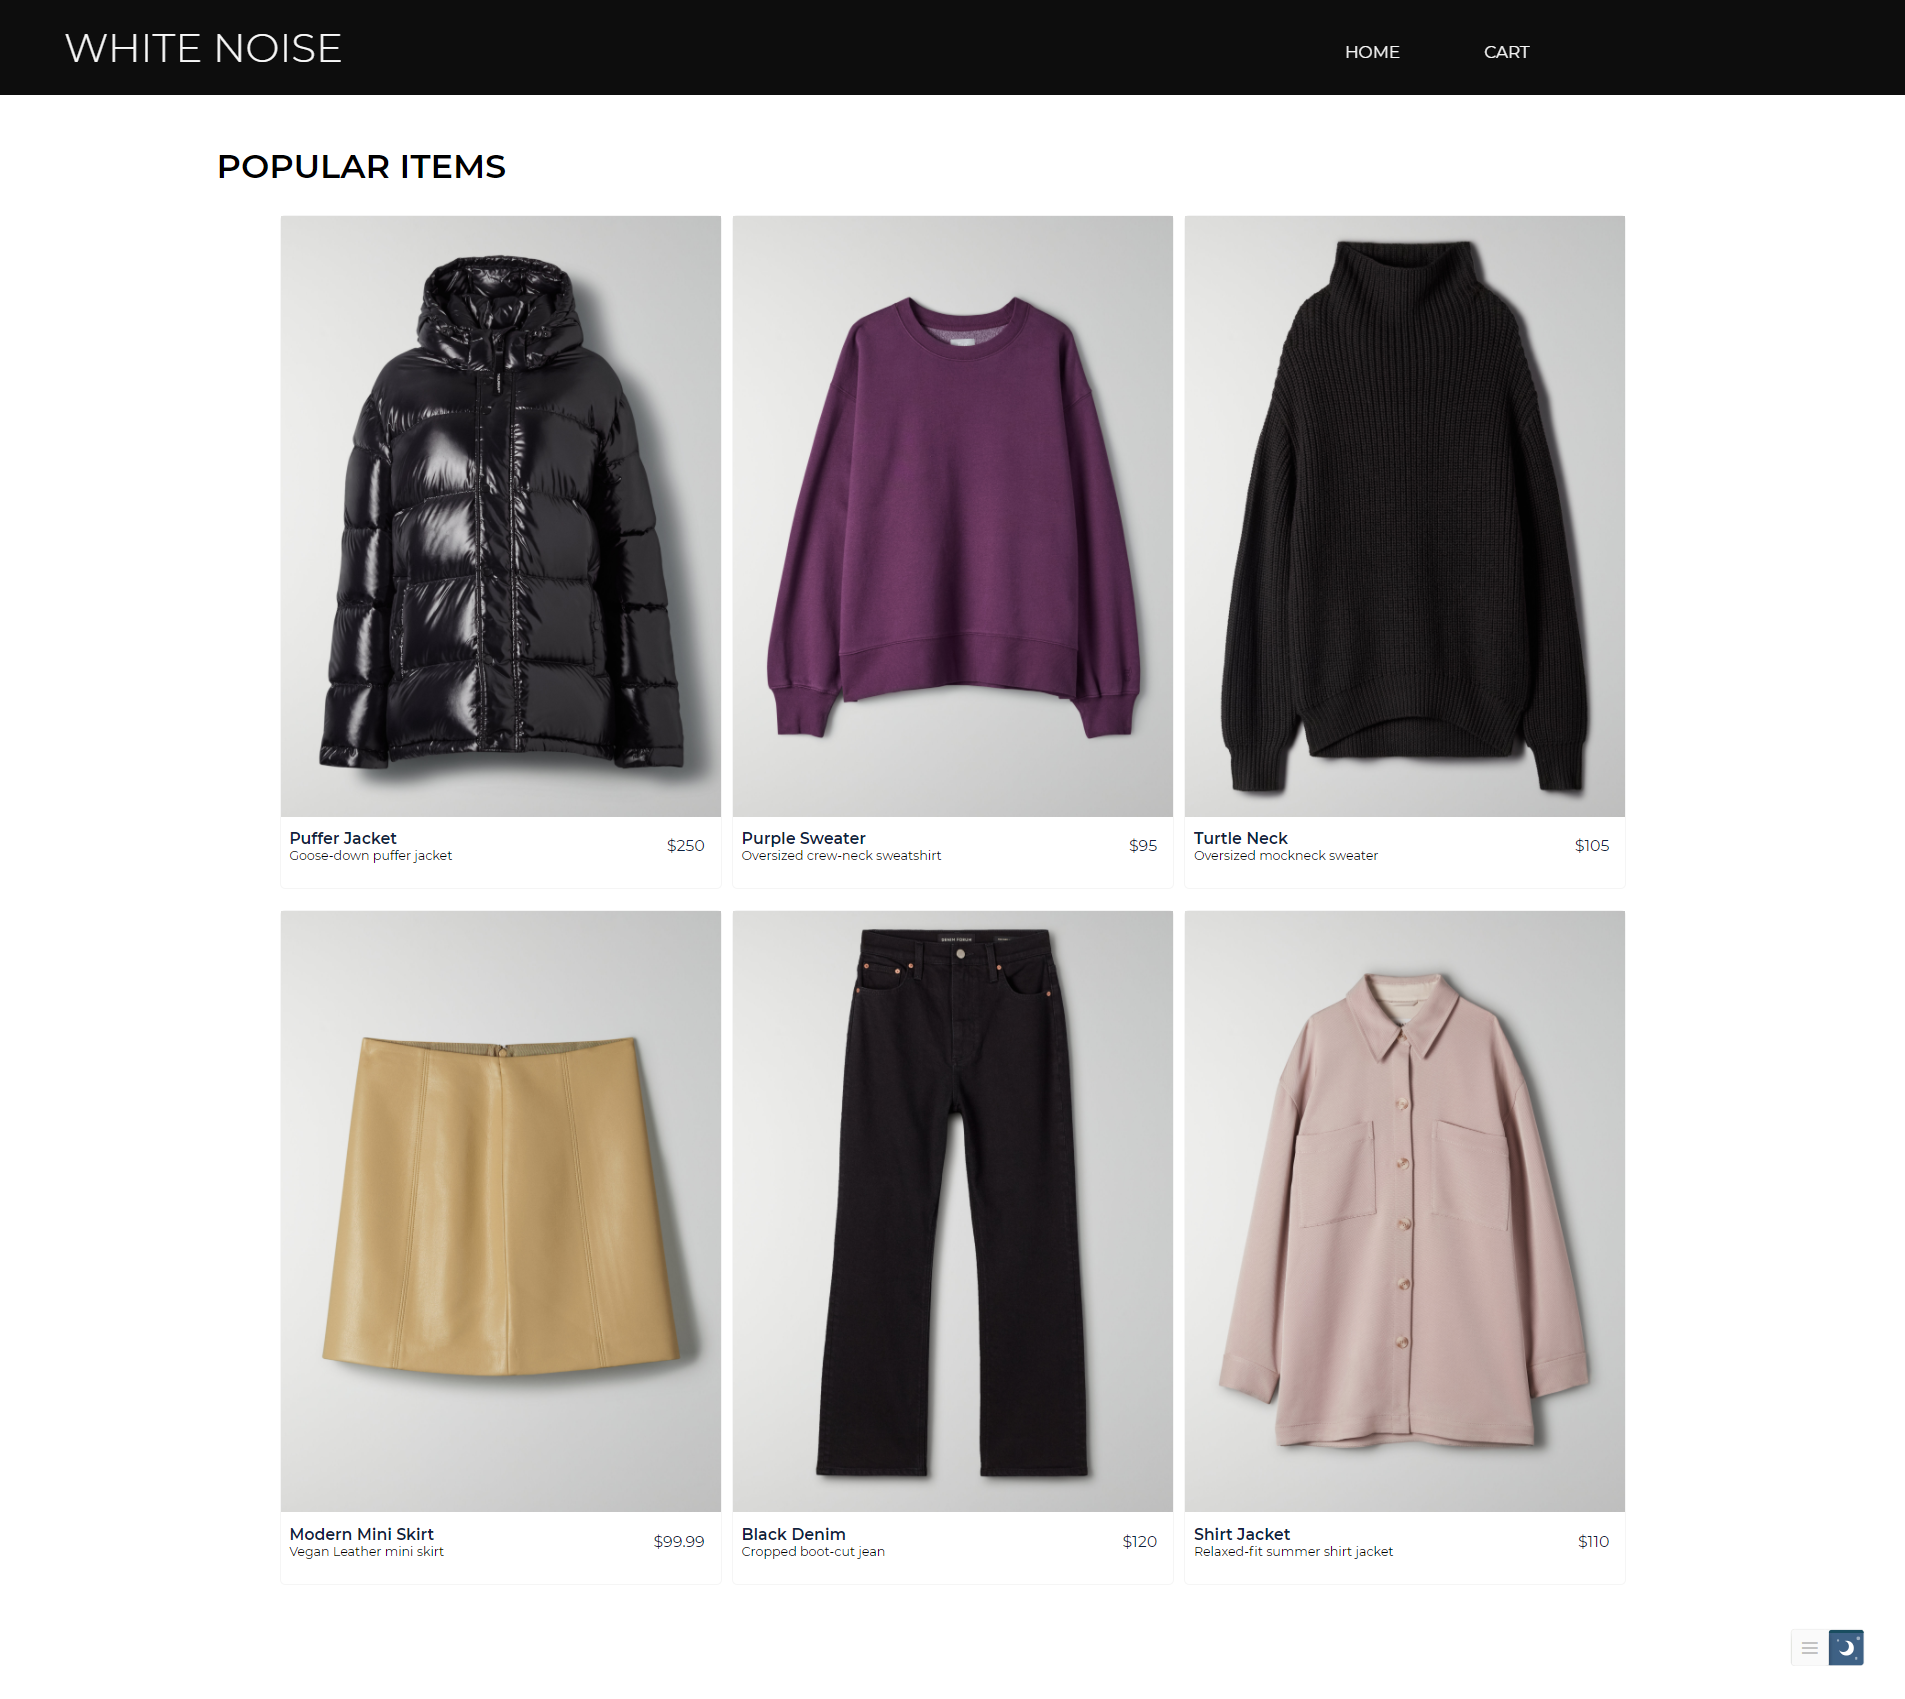 WHITE NOISE
HOME
CART
POPULAR ITEMS
Puffer Jacket
$250
Goose-down puffer jacket
Purple Sweater
$95
Oversized crew-neck sweatshirt
Turtle Neck
$105
Oversized mockneck sweater
Modern Mini Skirt
$99.99
Vegan Leather mini skirt
Black Denim
$120
Cropped boot-cut jean
Shirt Jacket
$110
Relaxed-fit summer shirt jacket